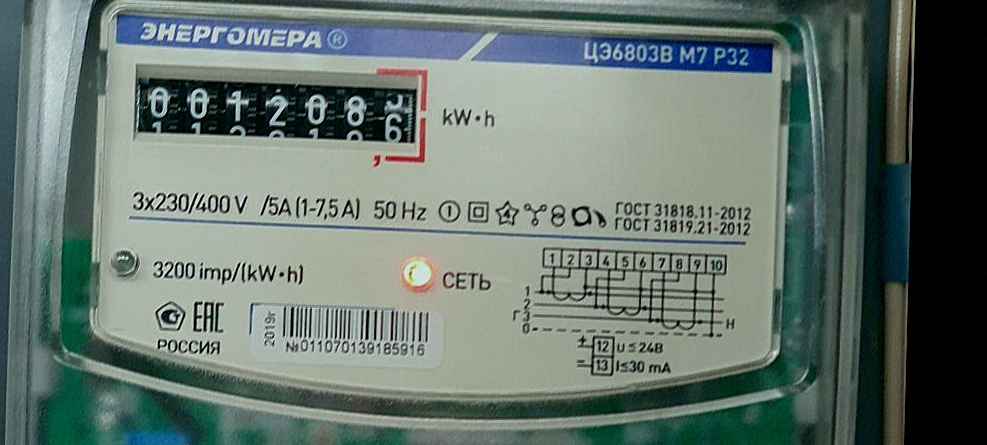 ЭНЕРГОМЕРА®
ЦЭ6803В М7 Р32
001208
kW•h
3x230/400 V /5A (1-7,5 A) 50 Hz
ГОСТ 31818.11-2012
ГОСТ 31819.21-2012
3200 imp/(kW•h)
СЕТЬ
1 2 3 4 5 6 7 8 9 10
1
2
Г 3
0
Н
ЕАС
РОССИЯ
2019г
№011070139185916
+ 12 U ≤ 24В
− 13 I≤30 mA